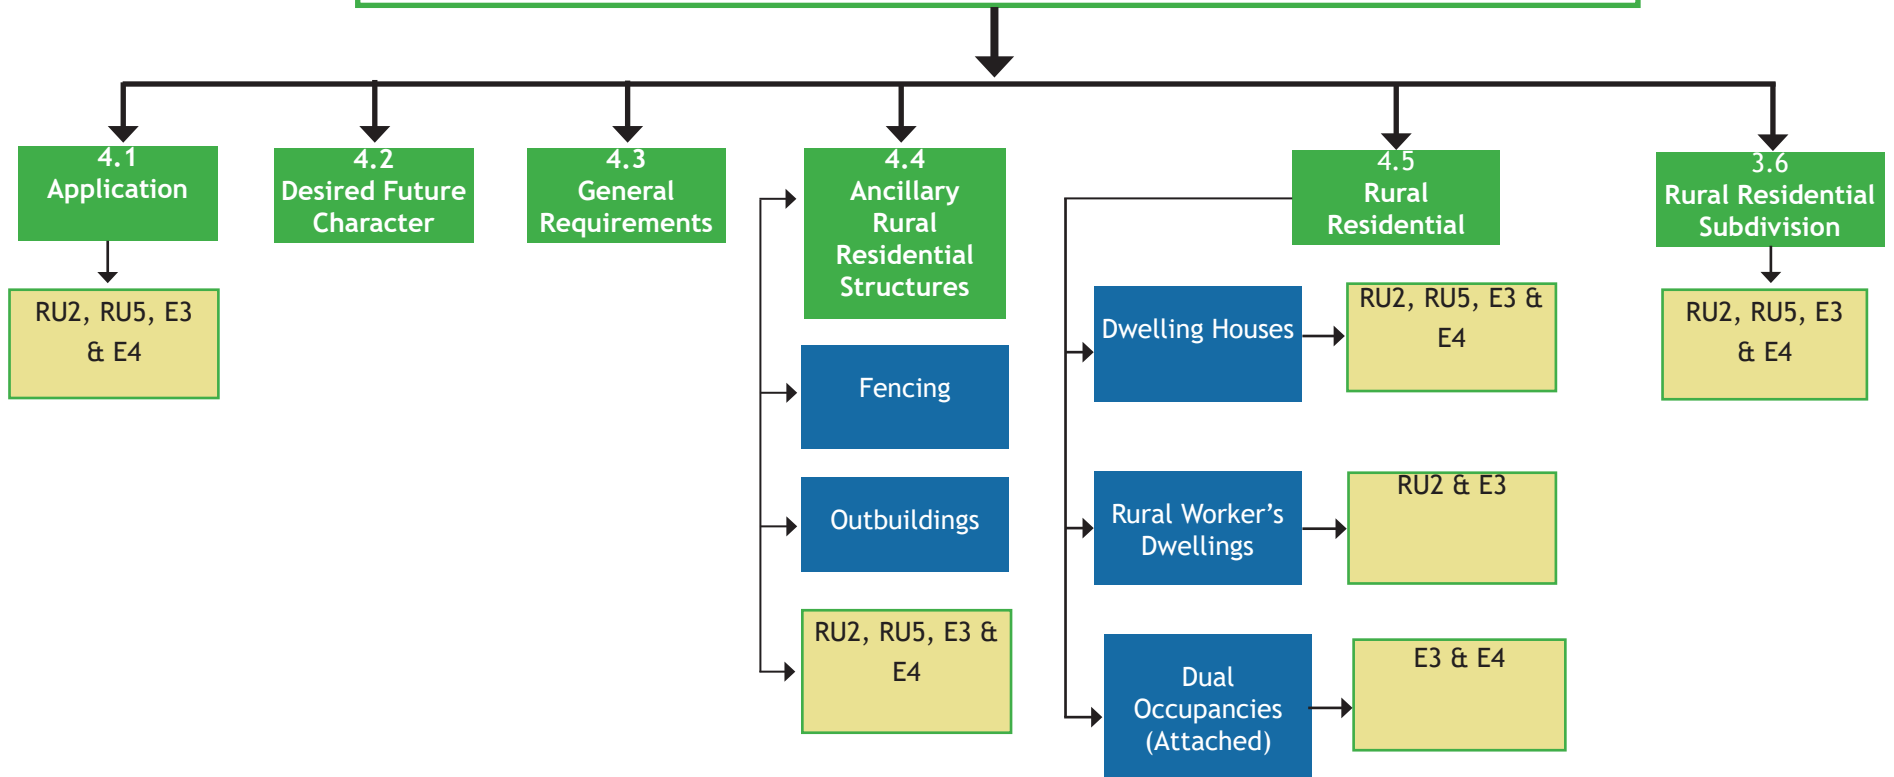 4.1
Application
RU2, RU5, E3
& E4
4.2
Desired Future
Character
4.3
General
Requirements
4.4
Ancillary
Rural
Residential
Structures
Fencing
Outbuildings
RU2, RU5, E3 &
E4
4.5
Rural
Residential
Dwelling Houses
RU2, RU5, E3 &
E4
Rural Worker’s
Dwellings
RU2 & E3
Dual
Occupancies
(Attached)
E3 & E4
3.6
Rural Residential
Subdivision
RU2, RU5, E3
& E4